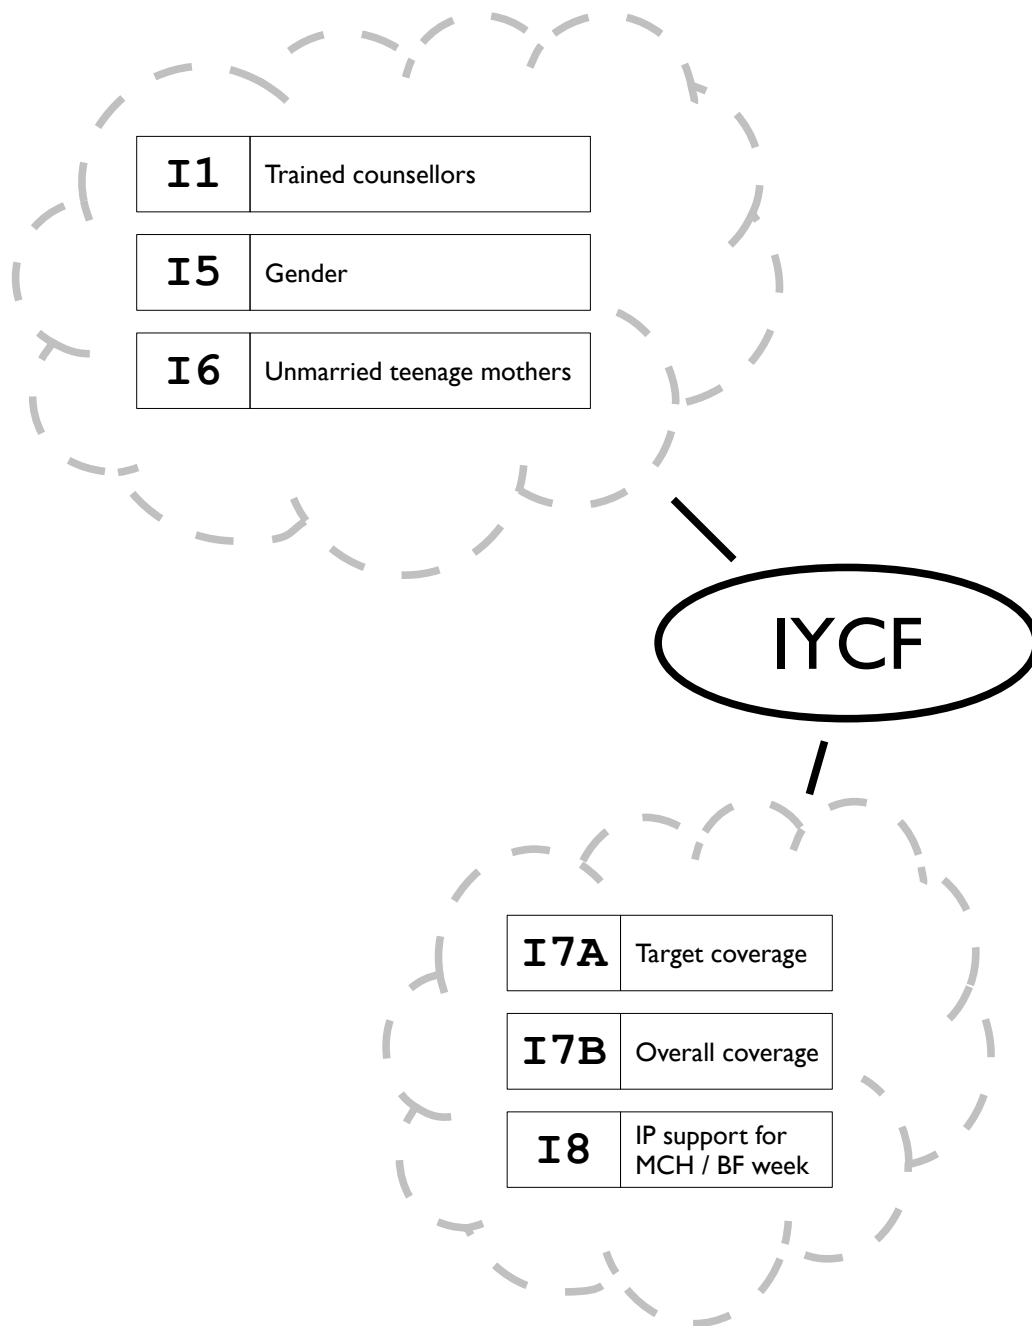 I1 Trained counsellors
I5 Gender
I6 Unmarried teenage mothers
IYCF
I7A Target coverage
I7B Overall coverage
I8 IP support for
MCH / BF week